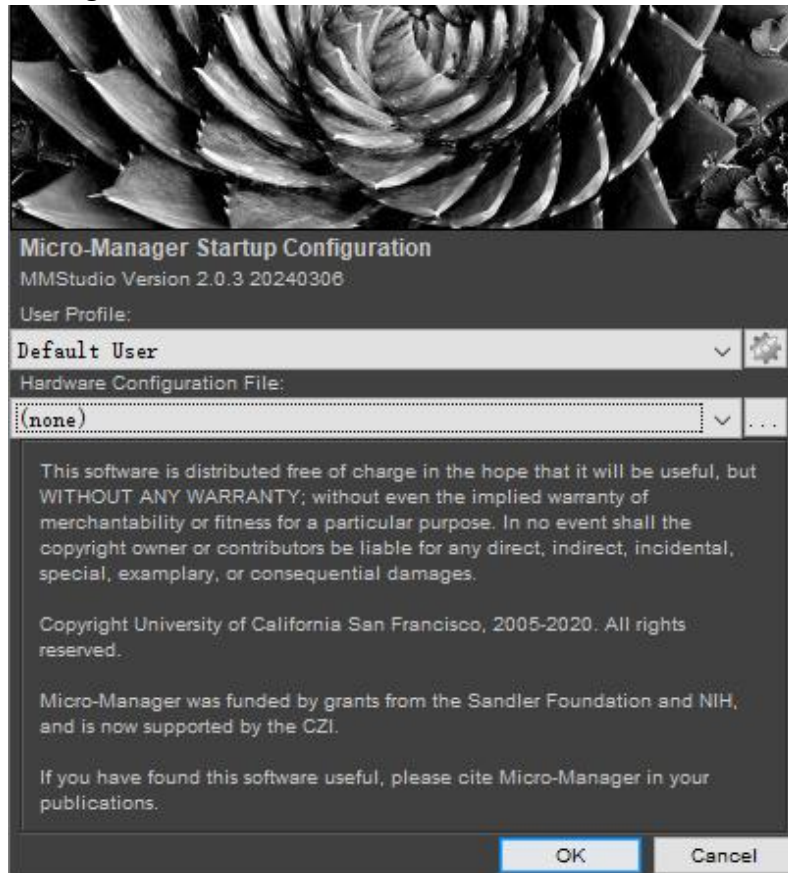 Micro-Manager Startup Configuration
MMStudio Version 2.0.3 20240306
User Profile:
Default User
Hardware Configuration File:
(none)
...
This software is distributed free of charge in the hope that it will be useful, but
WITHOUT ANY WARRANTY; without even the implied warranty of
merchantability or fitness for a particular purpose. In no event shall the
copyright owner or contributors be liable for any direct, indirect, incidental,
special, examplary, or consequential damages.
Copyright University of California San Francisco, 2005-2020. All rights
reserved.
Micro-Manager was funded by grants from the Sandler Foundation and NIH,
and is now supported by the CZI.
If you have found this software useful, please cite Micro-Manager in your
publications.
OK
Cancel